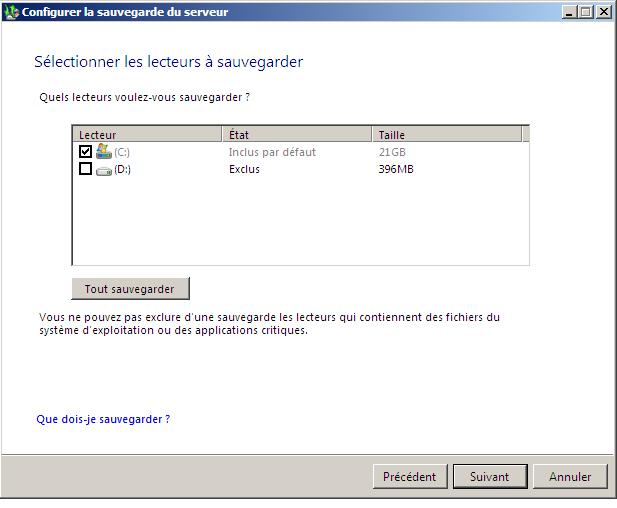 Configurer la sauvegarde du serveur
Sélectionner les lecteurs à sauvegarder
Quels lecteurs voulez-vous sauvegarder ?
Lecteur État Taille
(C:) Inclus par défaut 21GB
(D:) Exclus 396MB
Tout sauvegarder
Vous ne pouvez pas exclure d'une sauvegarde les lecteurs qui contiennent des fichiers du
système d'exploitation ou des applications critiques.
Que dois-je sauvegarder ?
Précédent Suivant Annuler